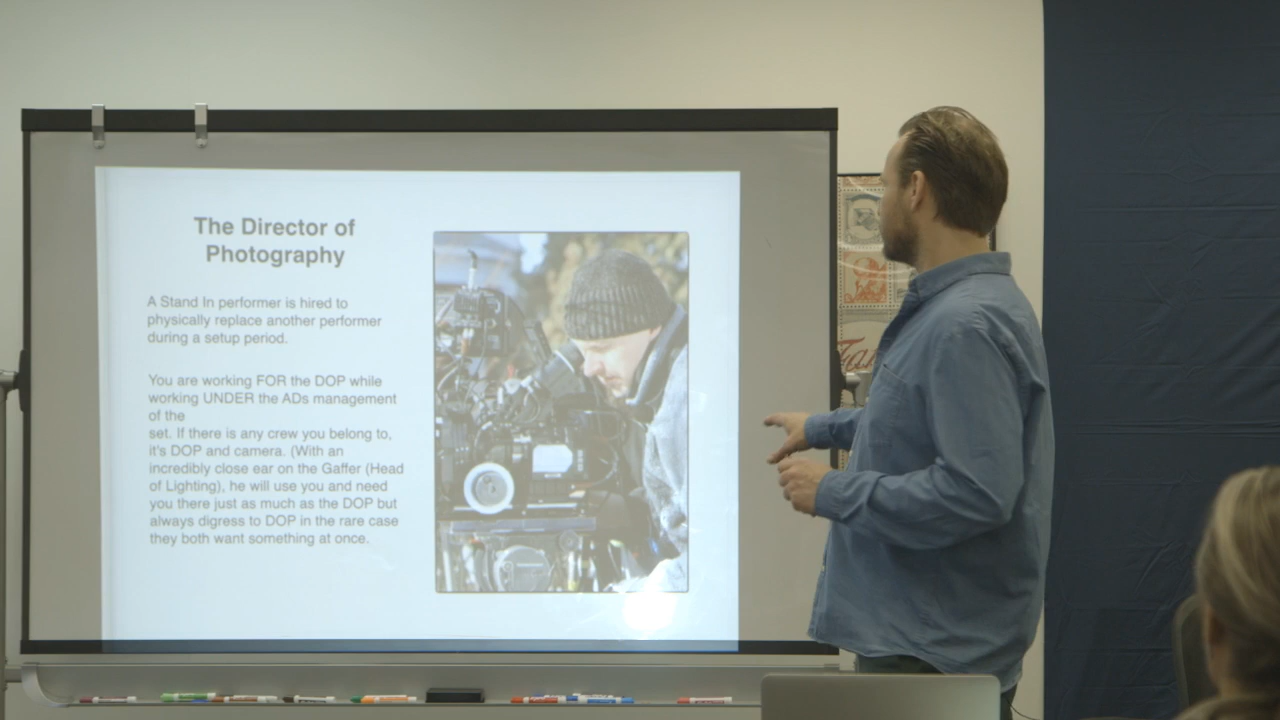 The Director of
Photography
A Stand In performer is hired to
physically replace another performer
during a setup period.
You are working FOR the DOP while
working UNDER the ADs management
of the
set. If there is any crew you belong to,
it's DOP and camera. (With an
incredibly close ear on the Gaffer (Head
of Lighting), he will use you and need
you there just as much as the DOP but
always digress to DOP in the rare case
they both want something at once.